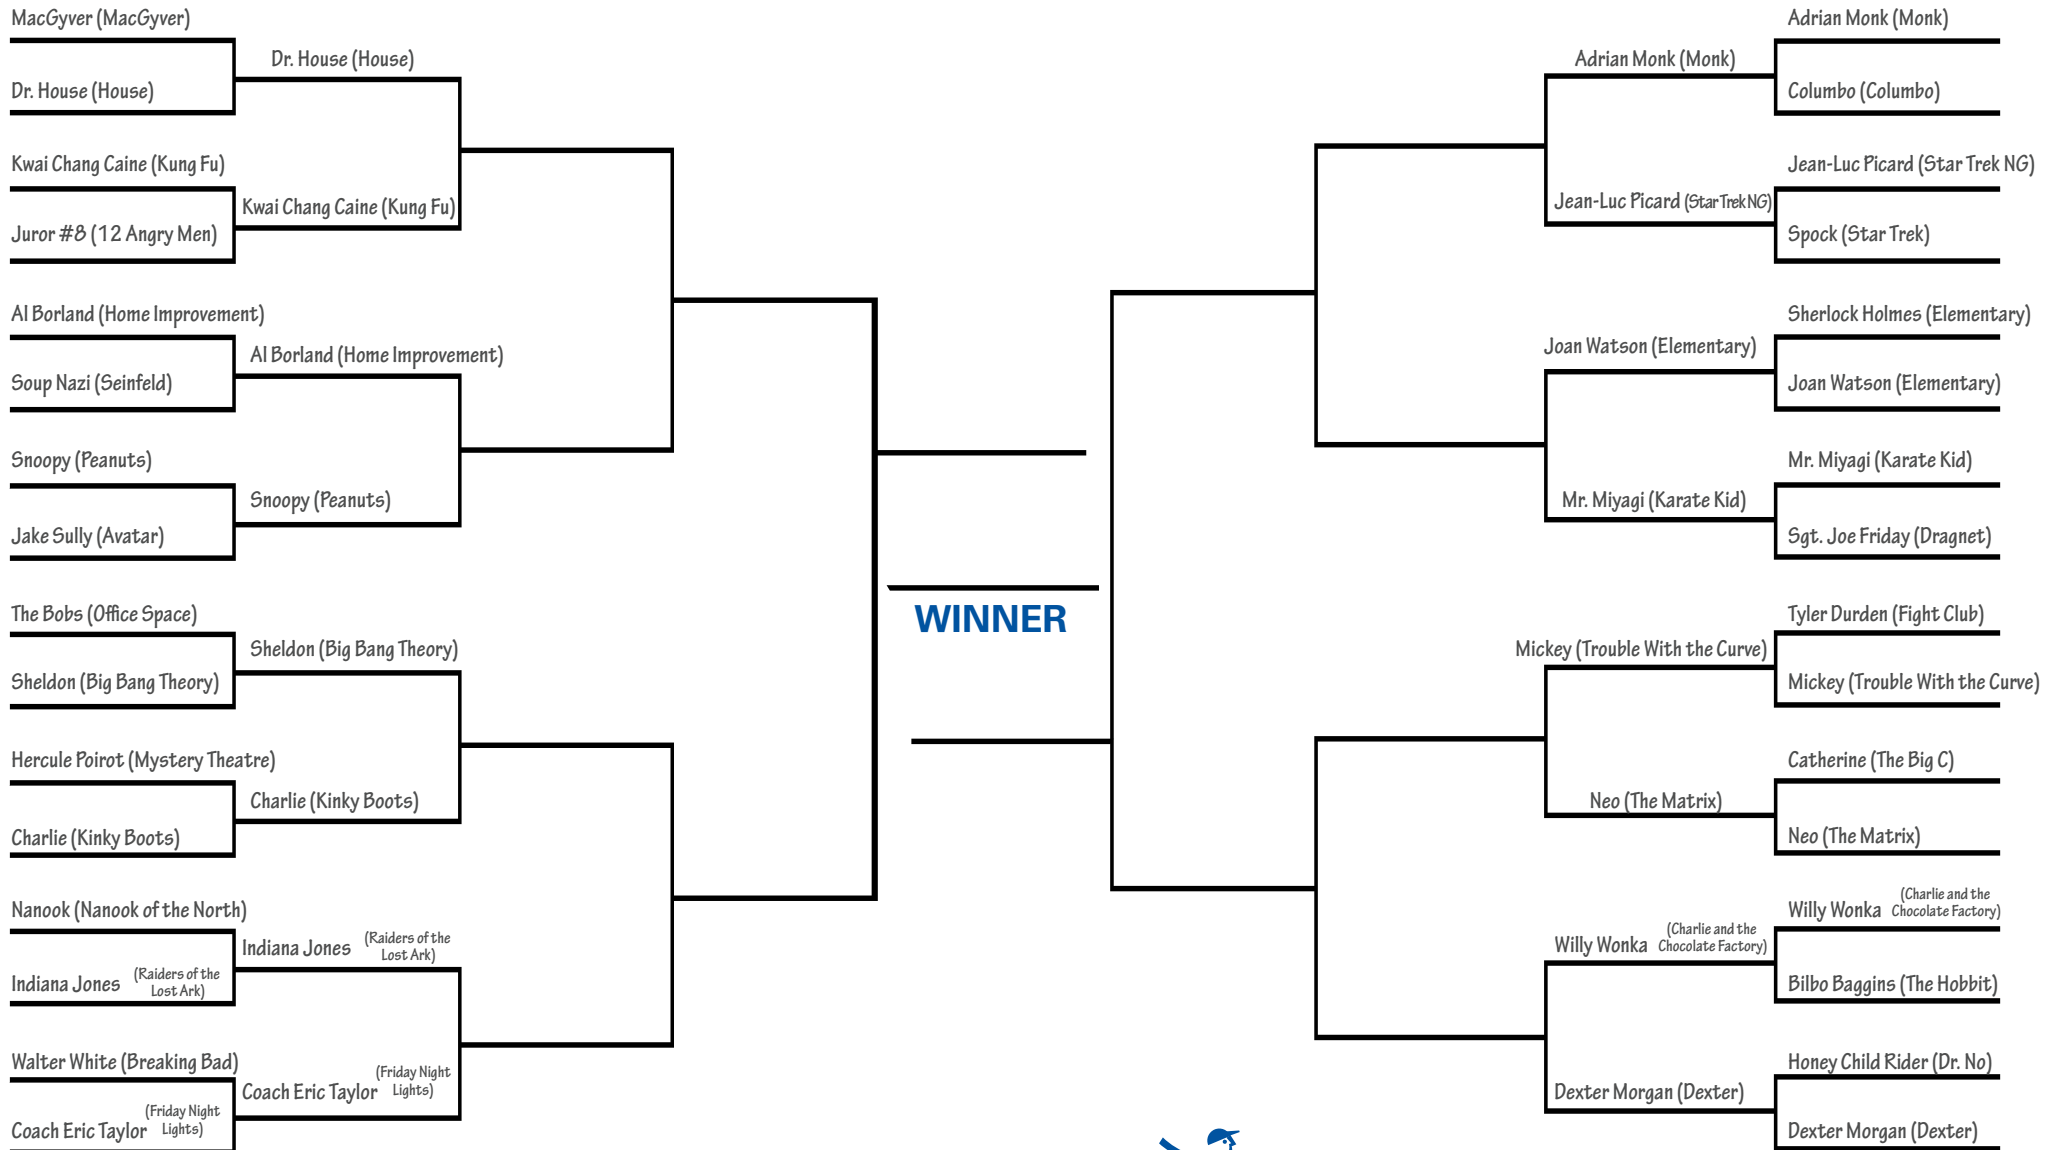 MacGyver (MacGyver)
Dr. House (House)
Kwai Chang Caine (Kung Fu)
Juror #8 (12 Angry Men)
Al Borland (Home Improvement)
Soup Nazi (Seinfeld)
Snoopy (Peanuts)
Jake Sully (Avatar)
The Bobs (Office Space)
Sheldon (Big Bang Theory)
Hercule Poirot (Mystery Theatre)
Charlie (Kinky Boots)
Nanook (Nanook of the North)
Indiana Jones (Raiders of the
Lost Ark)
Walter White (Breaking Bad)
Coach Eric Taylor (Friday Night
Lights)
Dr. House (House)
Kwai Chang Caine (Kung Fu)
Al Borland (Home Improvement)
Snoopy (Peanuts)
Sheldon (Big Bang Theory)
Charlie (Kinky Boots)
Indiana Jones (Raiders of the
Lost Ark)
Coach Eric Taylor (Friday Night
Lights)
WINNER
Adrian Monk (Monk)
Jean-Luc Picard (Star Trek NG)
Joan Watson (Elementary)
Mr. Miyagi (Karate Kid)
Mickey (Trouble With the Curve)
Neo (The Matrix)
Willy Wonka (Charlie and the
Chocolate Factory)
Dexter Morgan (Dexter)
Adrian Monk (Monk)
Columbo (Columbo)
Jean-Luc Picard (Star Trek NG)
Spock (Star Trek)
Sherlock Holmes (Elementary)
Joan Watson (Elementary)
Mr. Miyagi (Karate Kid)
Sgt. Joe Friday (Dragnet)
Tyler Durden (Fight Club)
Mickey (Trouble With the Curve)
Catherine (The Big C)
Neo (The Matrix)
Willy Wonka (Charlie and the
Chocolate Factory)
Bilbo Baggins (The Hobbit)
Honey Child Rider (Dr. No)
Dexter Morgan (Dexter)